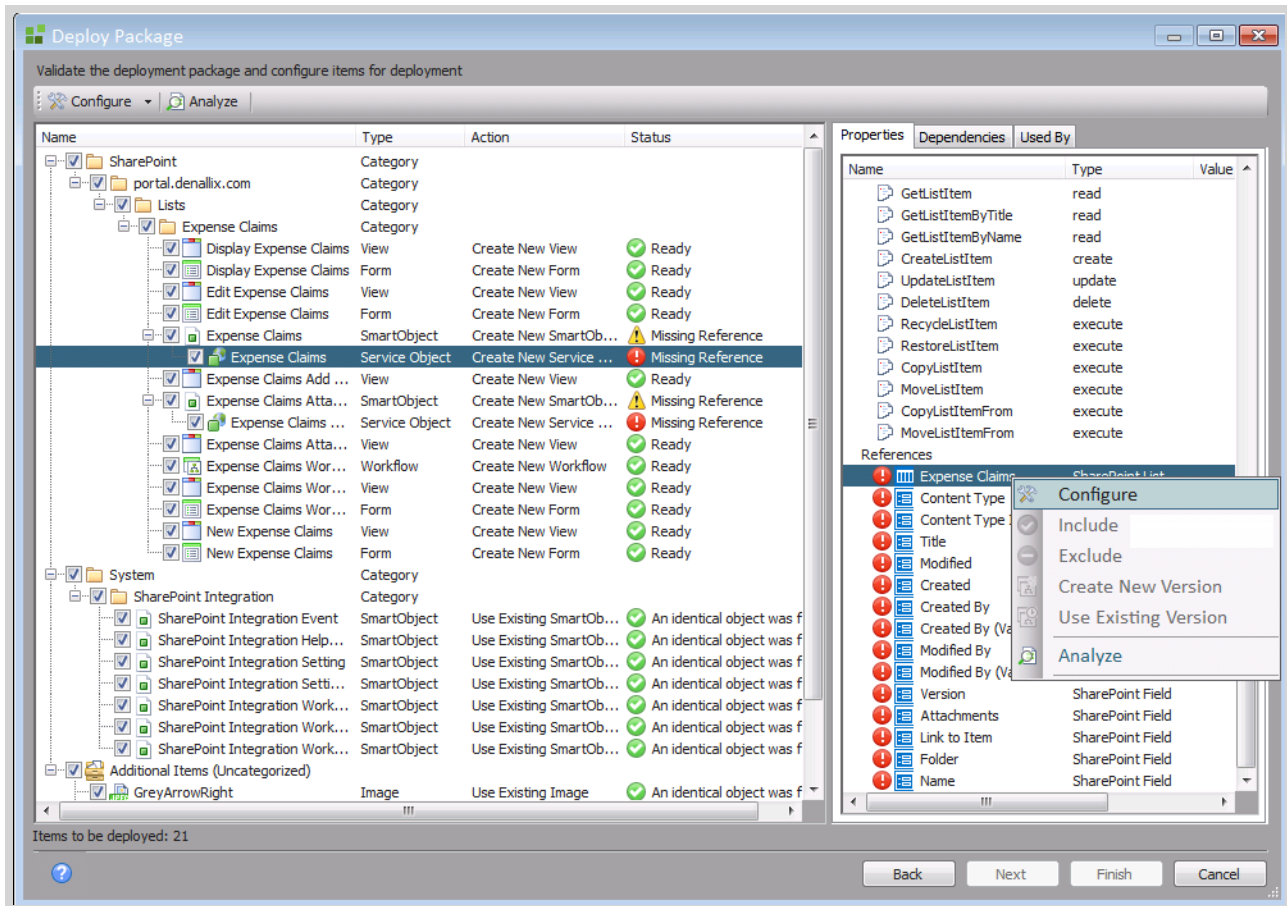 Deploy Package
Validate the deployment package and configure items for deployment
Configure Analyze
Name Type Action Status
SharePoint Category
portal.denallix.com Category
Lists Category
Expense Claims Category
Display Expense Claims View Create New View Ready
Display Expense Claims Form Create New Form Ready
Edit Expense Claims View Create New View Ready
Edit Expense Claims Form Create New Form Ready
Expense Claims SmartObject Create New SmartOb... Missing Reference
Expense Claims Service Object Create New Service ... Missing Reference
Expense Claims Add ... View Create New View Ready
Expense Claims Atta... SmartObject Create New SmartOb... Missing Reference
Expense Claims ... Service Object Create New Service ... Missing Reference
Expense Claims Atta... View Create New View Ready
Expense Claims Wor... Workflow Create New Workflow Ready
Expense Claims Wor... View Create New View Ready
Expense Claims Wor... Form Create New Form Ready
New Expense Claims View Create New View Ready
New Expense Claims Form Create New Form Ready
System Category
SharePoint Integration Category
SharePoint Integration Event SmartObject Use Existing SmartOb... An identical object was f
SharePoint Integration Help... SmartObject Use Existing SmartOb... An identical object was f
SharePoint Integration Setting SmartObject Use Existing SmartOb... An identical object was f
SharePoint Integration Setti... SmartObject Use Existing SmartOb... An identical object was f
SharePoint Integration Work... SmartObject Use Existing SmartOb... An identical object was f
SharePoint Integration Work... SmartObject Use Existing SmartOb... An identical object was f
SharePoint Integration Work... SmartObject Use Existing SmartOb... An identical object was f
Additional Items (Uncategorized)
GreyArrowRight Image Use Existing Image An identical object was f
Items to be deployed: 21
Properties Dependencies Used By
Name Type Value
GetListItem read
GetListItemByTitle read
GetListItemByName read
CreateListItem create
UpdateListItem update
DeleteListItem delete
RecycleListItem execute
RestoreListItem execute
CopyListItem execute
MoveListItem execute
CopyListItemFrom execute
MoveListItemFrom execute
References
Expense Claims SharePoint List
Content Type
Content Type I
Title
Modified
Created
Created By
Created By (Va
Modified By
Modified By (Va
Version SharePoint Field
Attachments SharePoint Field
Link to Item SharePoint Field
Folder SharePoint Field
Name SharePoint Field
Configure
Include
Exclude
Create New Version
Use Existing Version
Analyze
Back Next Finish Cancel